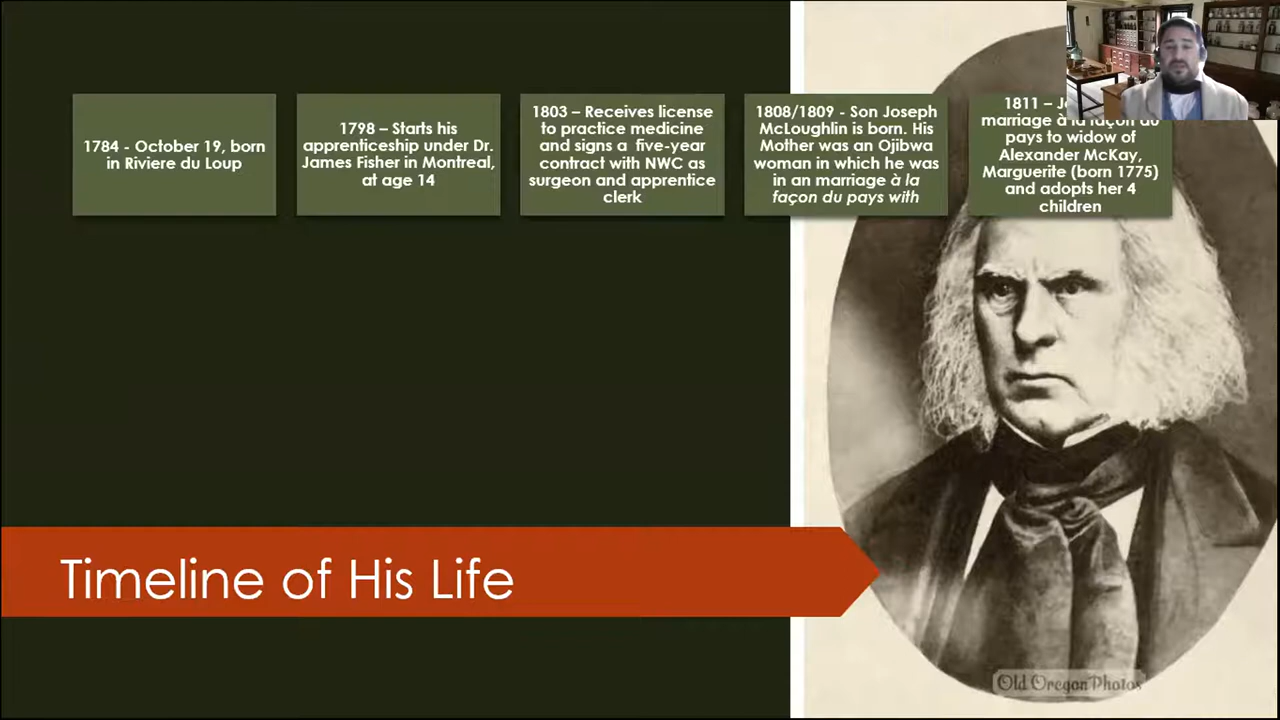 1784 - October 19, born
in Riviere du Loup
1798 – Starts his
apprenticeship under Dr.
James Fisher in Montreal,
at age 14
1803 – Receives license
to practice medicine
and signs a five-year
contract with NWC as
surgeon and apprentice
clerk
1808/1809 - Son Joseph
McLoughlin is born. His
Mother was an Ojibwa
woman in which he was
in an marriage à la
façon du pays with
1811 –
marriage à la façon du
pays to widow of
Alexander McKay,
Marguerite (born 1775)
and adopts her 4
children
Timeline of His Life
Old Oregon Photos